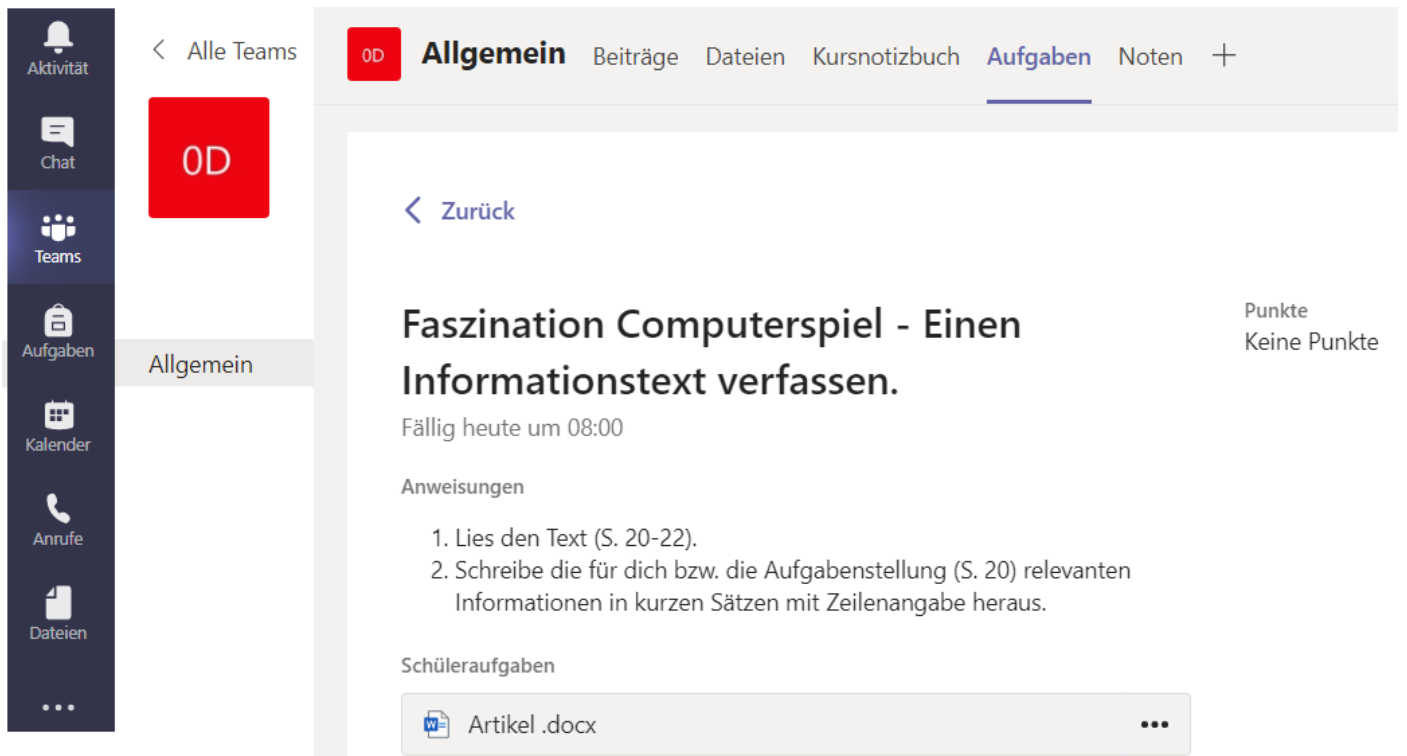 Aktivität
Chat
Teams
Aufgaben
Kalender
Anrufe
Dateien
Alle Teams
0D
Allgemein
0D Allgemein Beiträge Dateien Kursnotizbuch Aufgaben Noten
Zurück
Faszination Computerspiel - Einen
Informationstext verfassen.
Fällig heute um 08:00
Punkte
Keine Punkte
Anweisungen
1. Lies den Text (S. 20-22).
2. Schreibe die für dich bzw. die Aufgabenstellung (S. 20) relevanten
Informationen in kurzen Sätzen mit Zeilenangabe heraus.
Schüleraufgaben
Artikel .docx